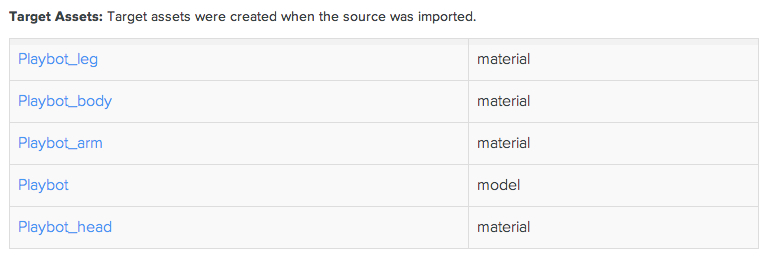 Target Assets: Target assets were created when the source was imported.
Playbot_leg material
Playbot_body material
Playbot_arm material
Playbot model
Playbot_head material